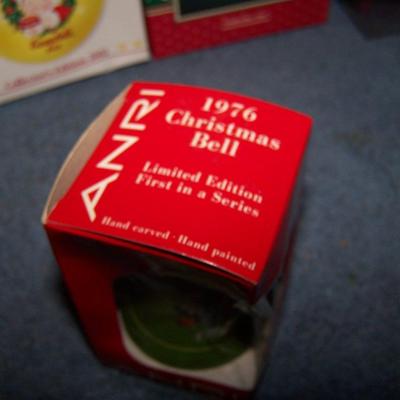 ANRI
1976
Christmas
Bell
Limited Edition
First in a Series
Hand carved · Hand painted